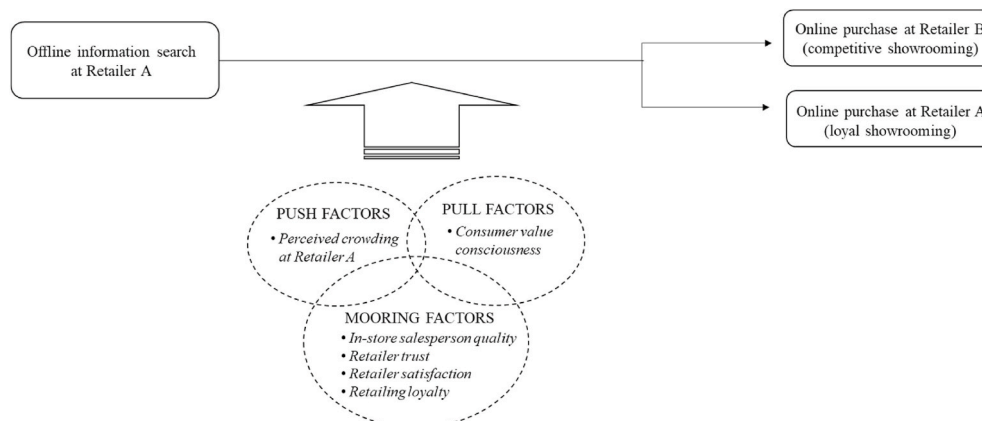 Offline information search
at Retailer A
Online purchase at Retailer B
(competitive showrooming)
Online purchase at Retailer A
(loyal showrooming)
PUSH FACTORS
• Perceived crowding
at Retailer A
PULL FACTORS
• Consumer value
consciousness
MOORING FACTORS
• In-store salesperson quality
• Retailer trust
• Retailer satisfaction
• Retailing loyalty